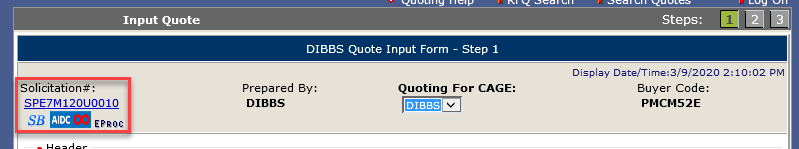 Quoting Help RFQ Search Search Quotes Log On
Input Quote Steps: 1 2 3
DIBBS Quote Input Form - Step 1
Display Date/Time:3/9/2020 2:10:02 PM
Solicitation#: Prepared By: Quoting For CAGE: Buyer Code:
SPE7M120U0010 DIBBS DIBBS PMCM52E
SB AIDC EPROC
Header